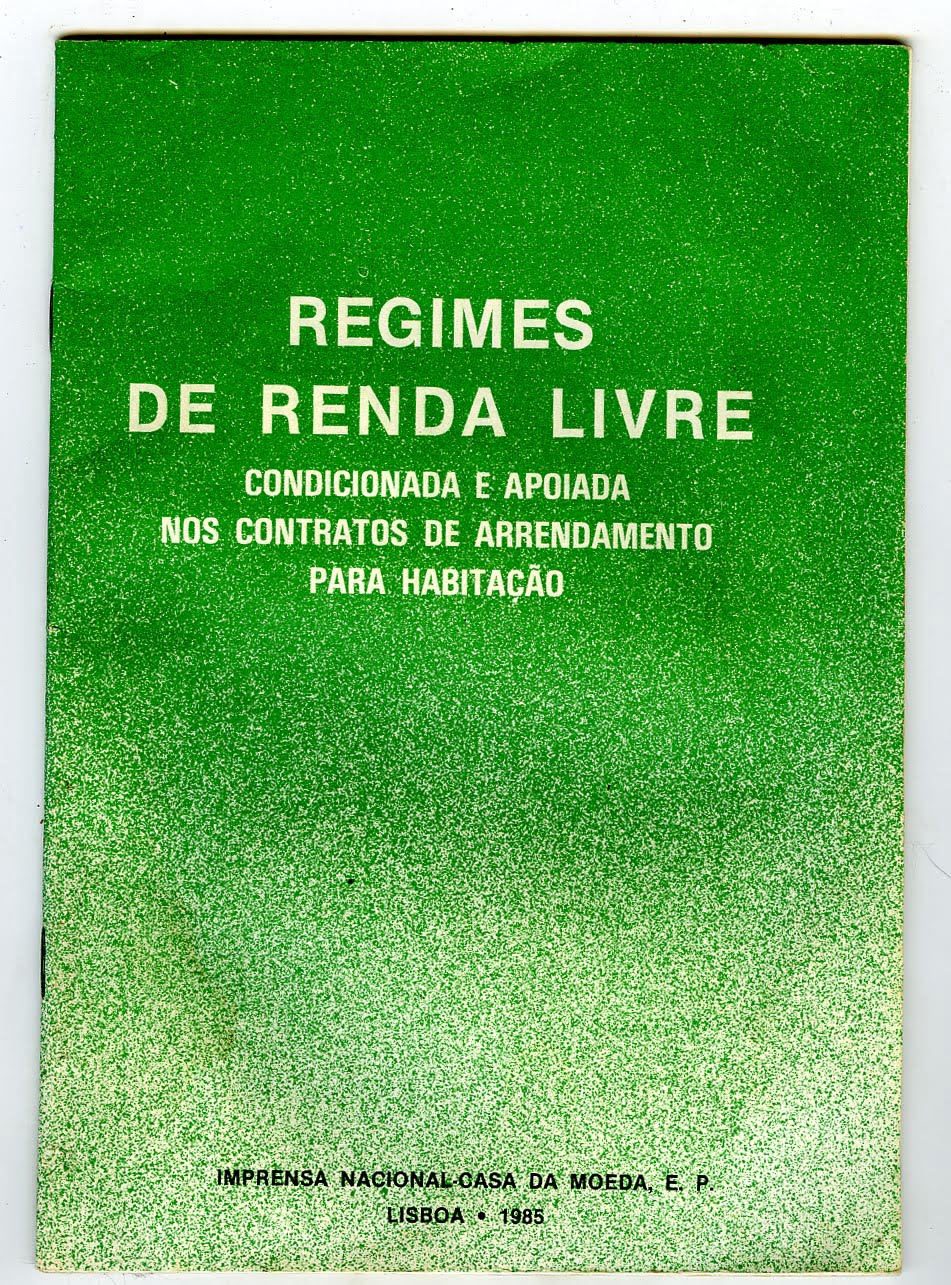 REGIMES
DE RENDA LIVRE
CONDICIONADA E APOIADA
NOS CONTRATOS DE ARRENDAMENTO
PARA HABITAÇÃO
IMPRENSA NACIONAL-CASA DA MOEDA, E. P.
LISBOA • 1985